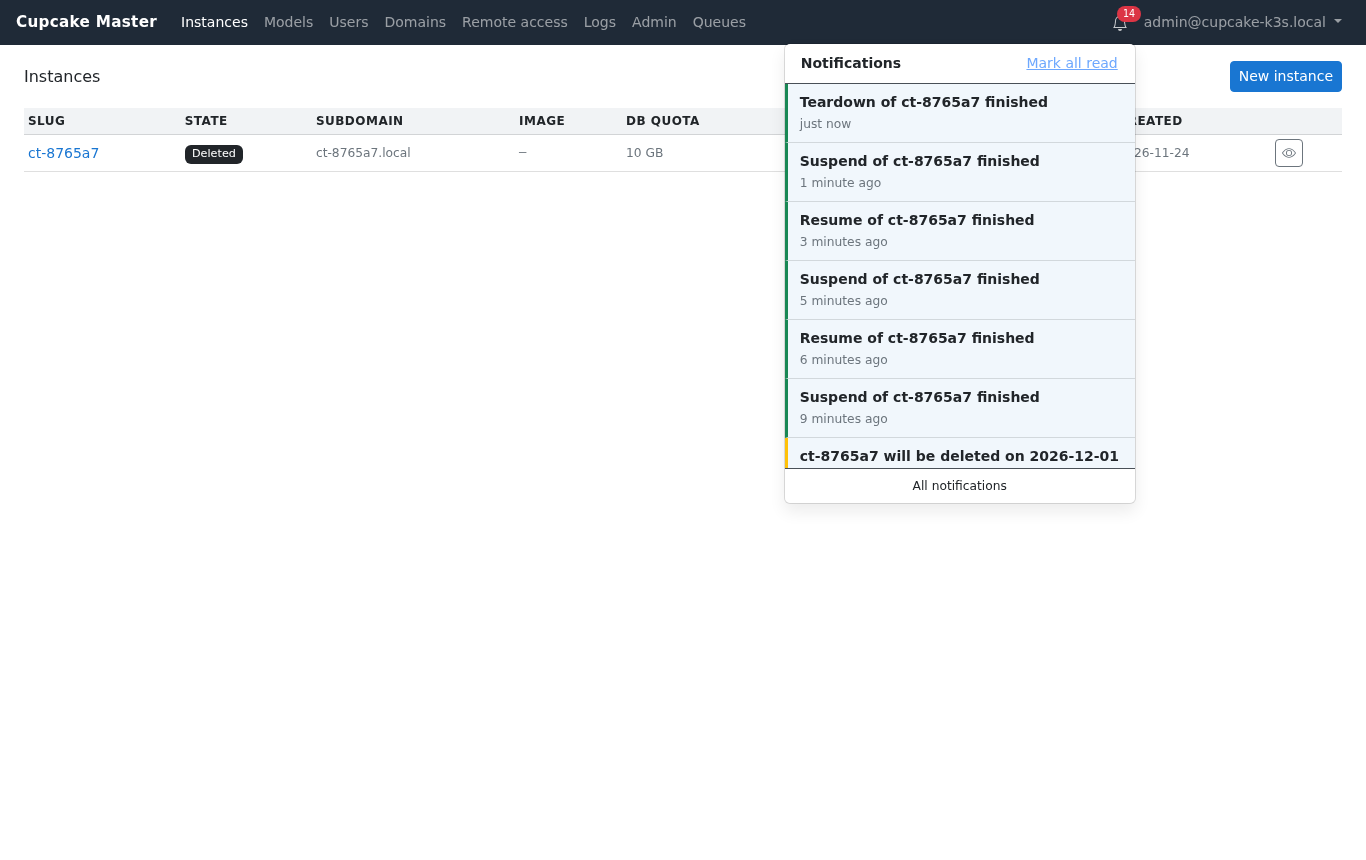 Cupcake Master Instances Models Users Domains Remote access Logs Admin Queues 14 admin@cupcake-k3s.local
Instances
New instance
SLUG STATE SUBDOMAIN IMAGE DB QUOTA
ct-8765a7 Deleted ct-8765a7.local — 10 GB 26-11-24
Notifications Mark all read
Teardown of ct-8765a7 finished
just now
Suspend of ct-8765a7 finished
1 minute ago
Resume of ct-8765a7 finished
3 minutes ago
Suspend of ct-8765a7 finished
5 minutes ago
Resume of ct-8765a7 finished
6 minutes ago
Suspend of ct-8765a7 finished
9 minutes ago
ct-8765a7 will be deleted on 2026-12-01
All notifications